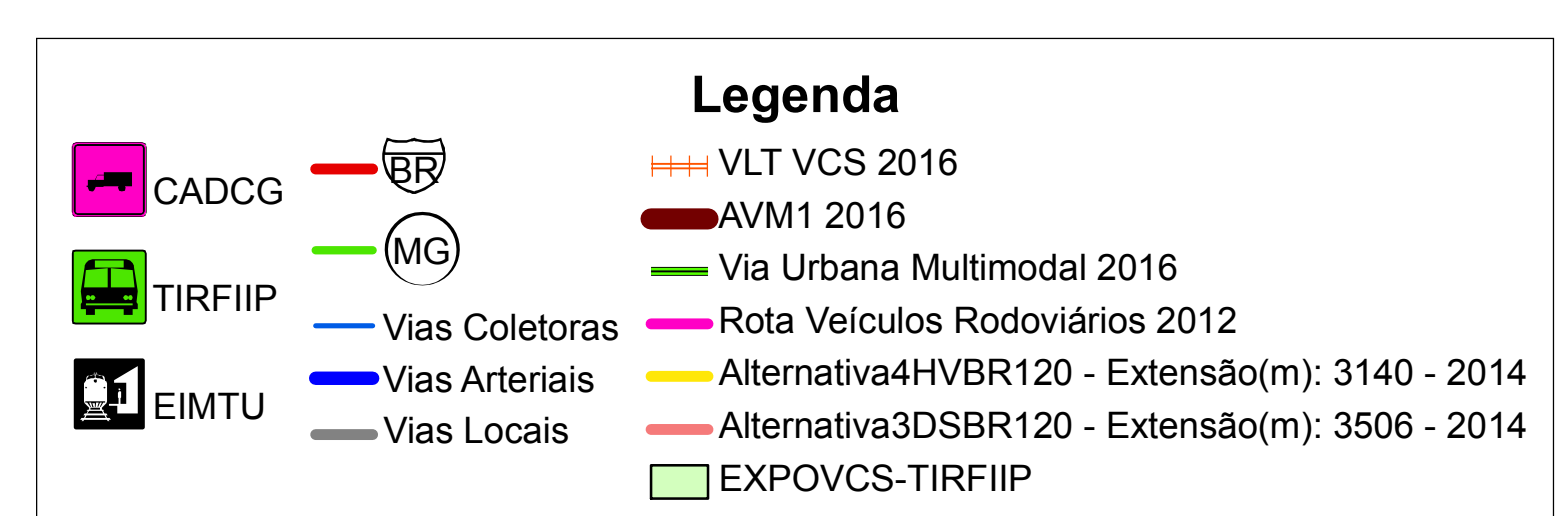 Legenda
CADCG
TIRFIIP
EIMTU
BR
MG
Vias Coletoras
Vias Arteriais
Vias Locais
VLT VCS 2016
AVM1 2016
Via Urbana Multimodal 2016
Rota Veículos Rodoviários 2012
Alternativa4HVBR120 - Extensão(m): 3140 - 2014
Alternativa3DSBR120 - Extensão(m): 3506 - 2014
EXPOVCS-TIRFIIP